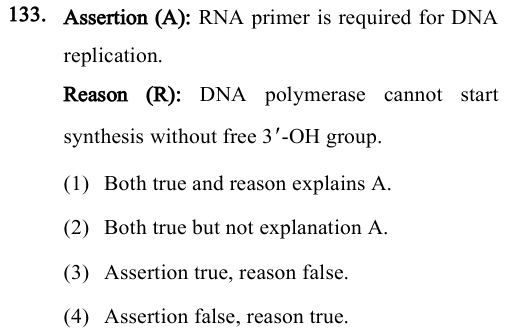 133. Assertion (A): RNA primer is required for DNA
replication.
Reason (R): DNA polymerase cannot start
synthesis without free 3′-OH group.
(1) Both true and reason explains A.
(2) Both true but not explanation A.
(3) Assertion true, reason false.
(4) Assertion false, reason true.